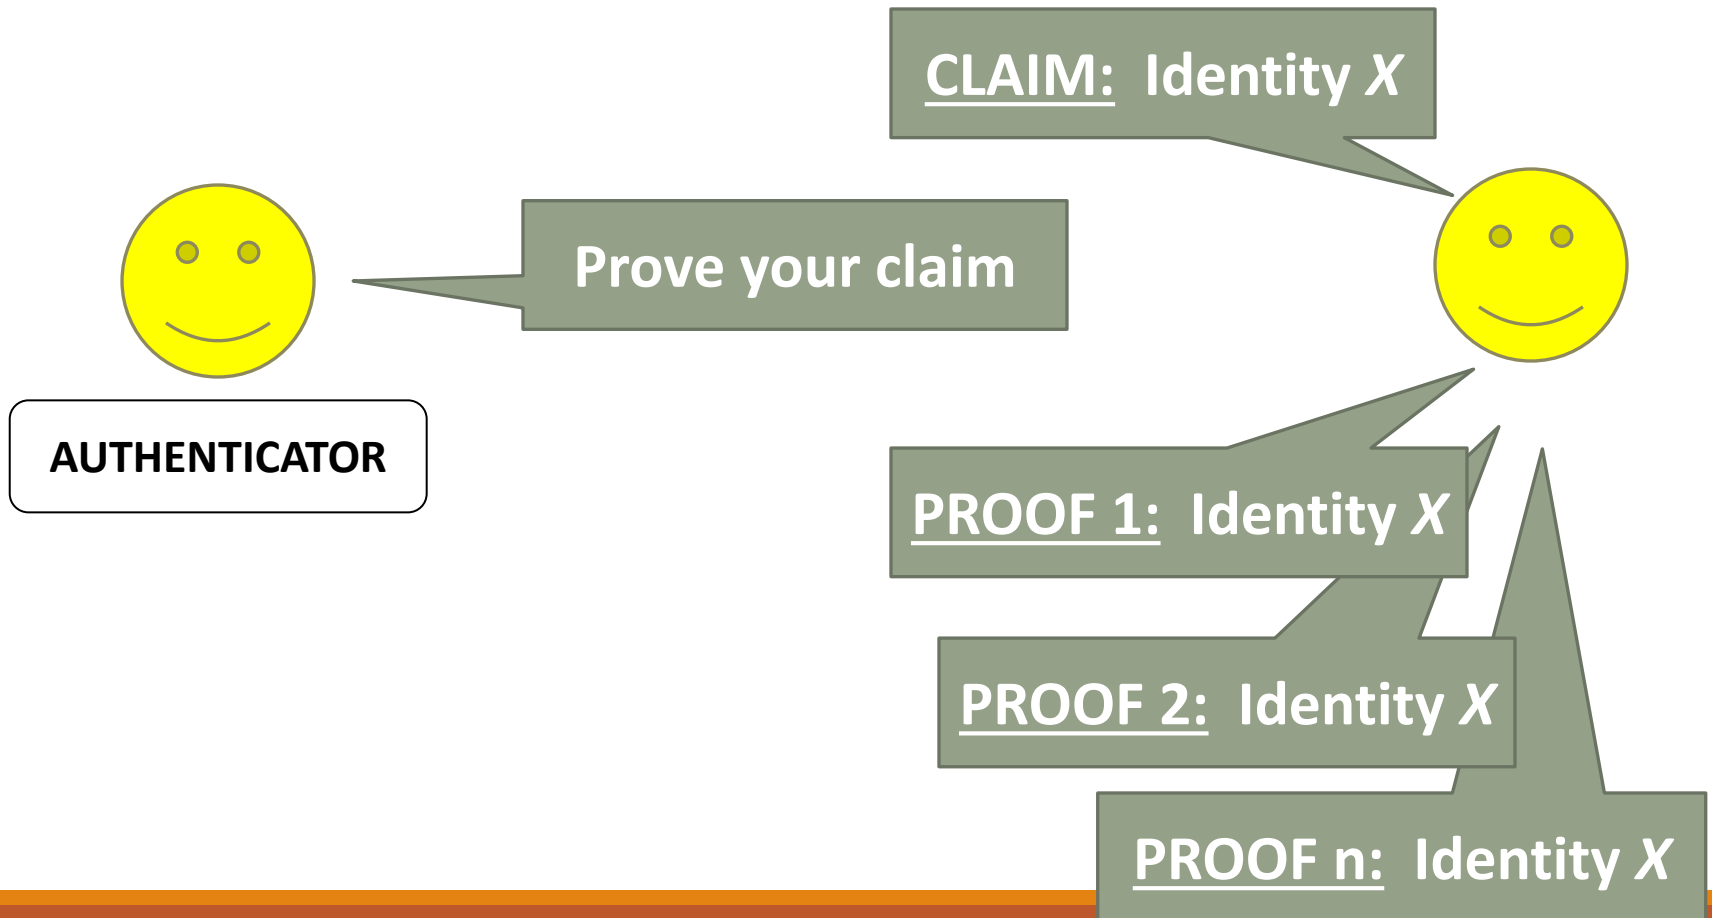 CLAIM: Identity X
Prove your claim
AUTHENTICATOR
PROOF 1: Identity X
PROOF 2: Identity X
PROOF n: Identity X